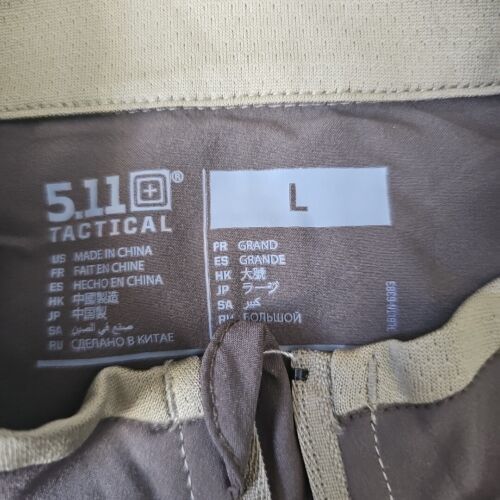 5.11®
TACTICAL
US MADE IN CHINA
FR FAIT EN CHINE
ES HECHO EN CHINA
HK 中國製造
JP 中国製
SA صنع في الصين
RU СДЕЛАНО В КИТАЕ
L
FR GRAND
ES GRANDE
HK 大號
JP ラージ
SA كبير
RU БОЛЬШОЙ